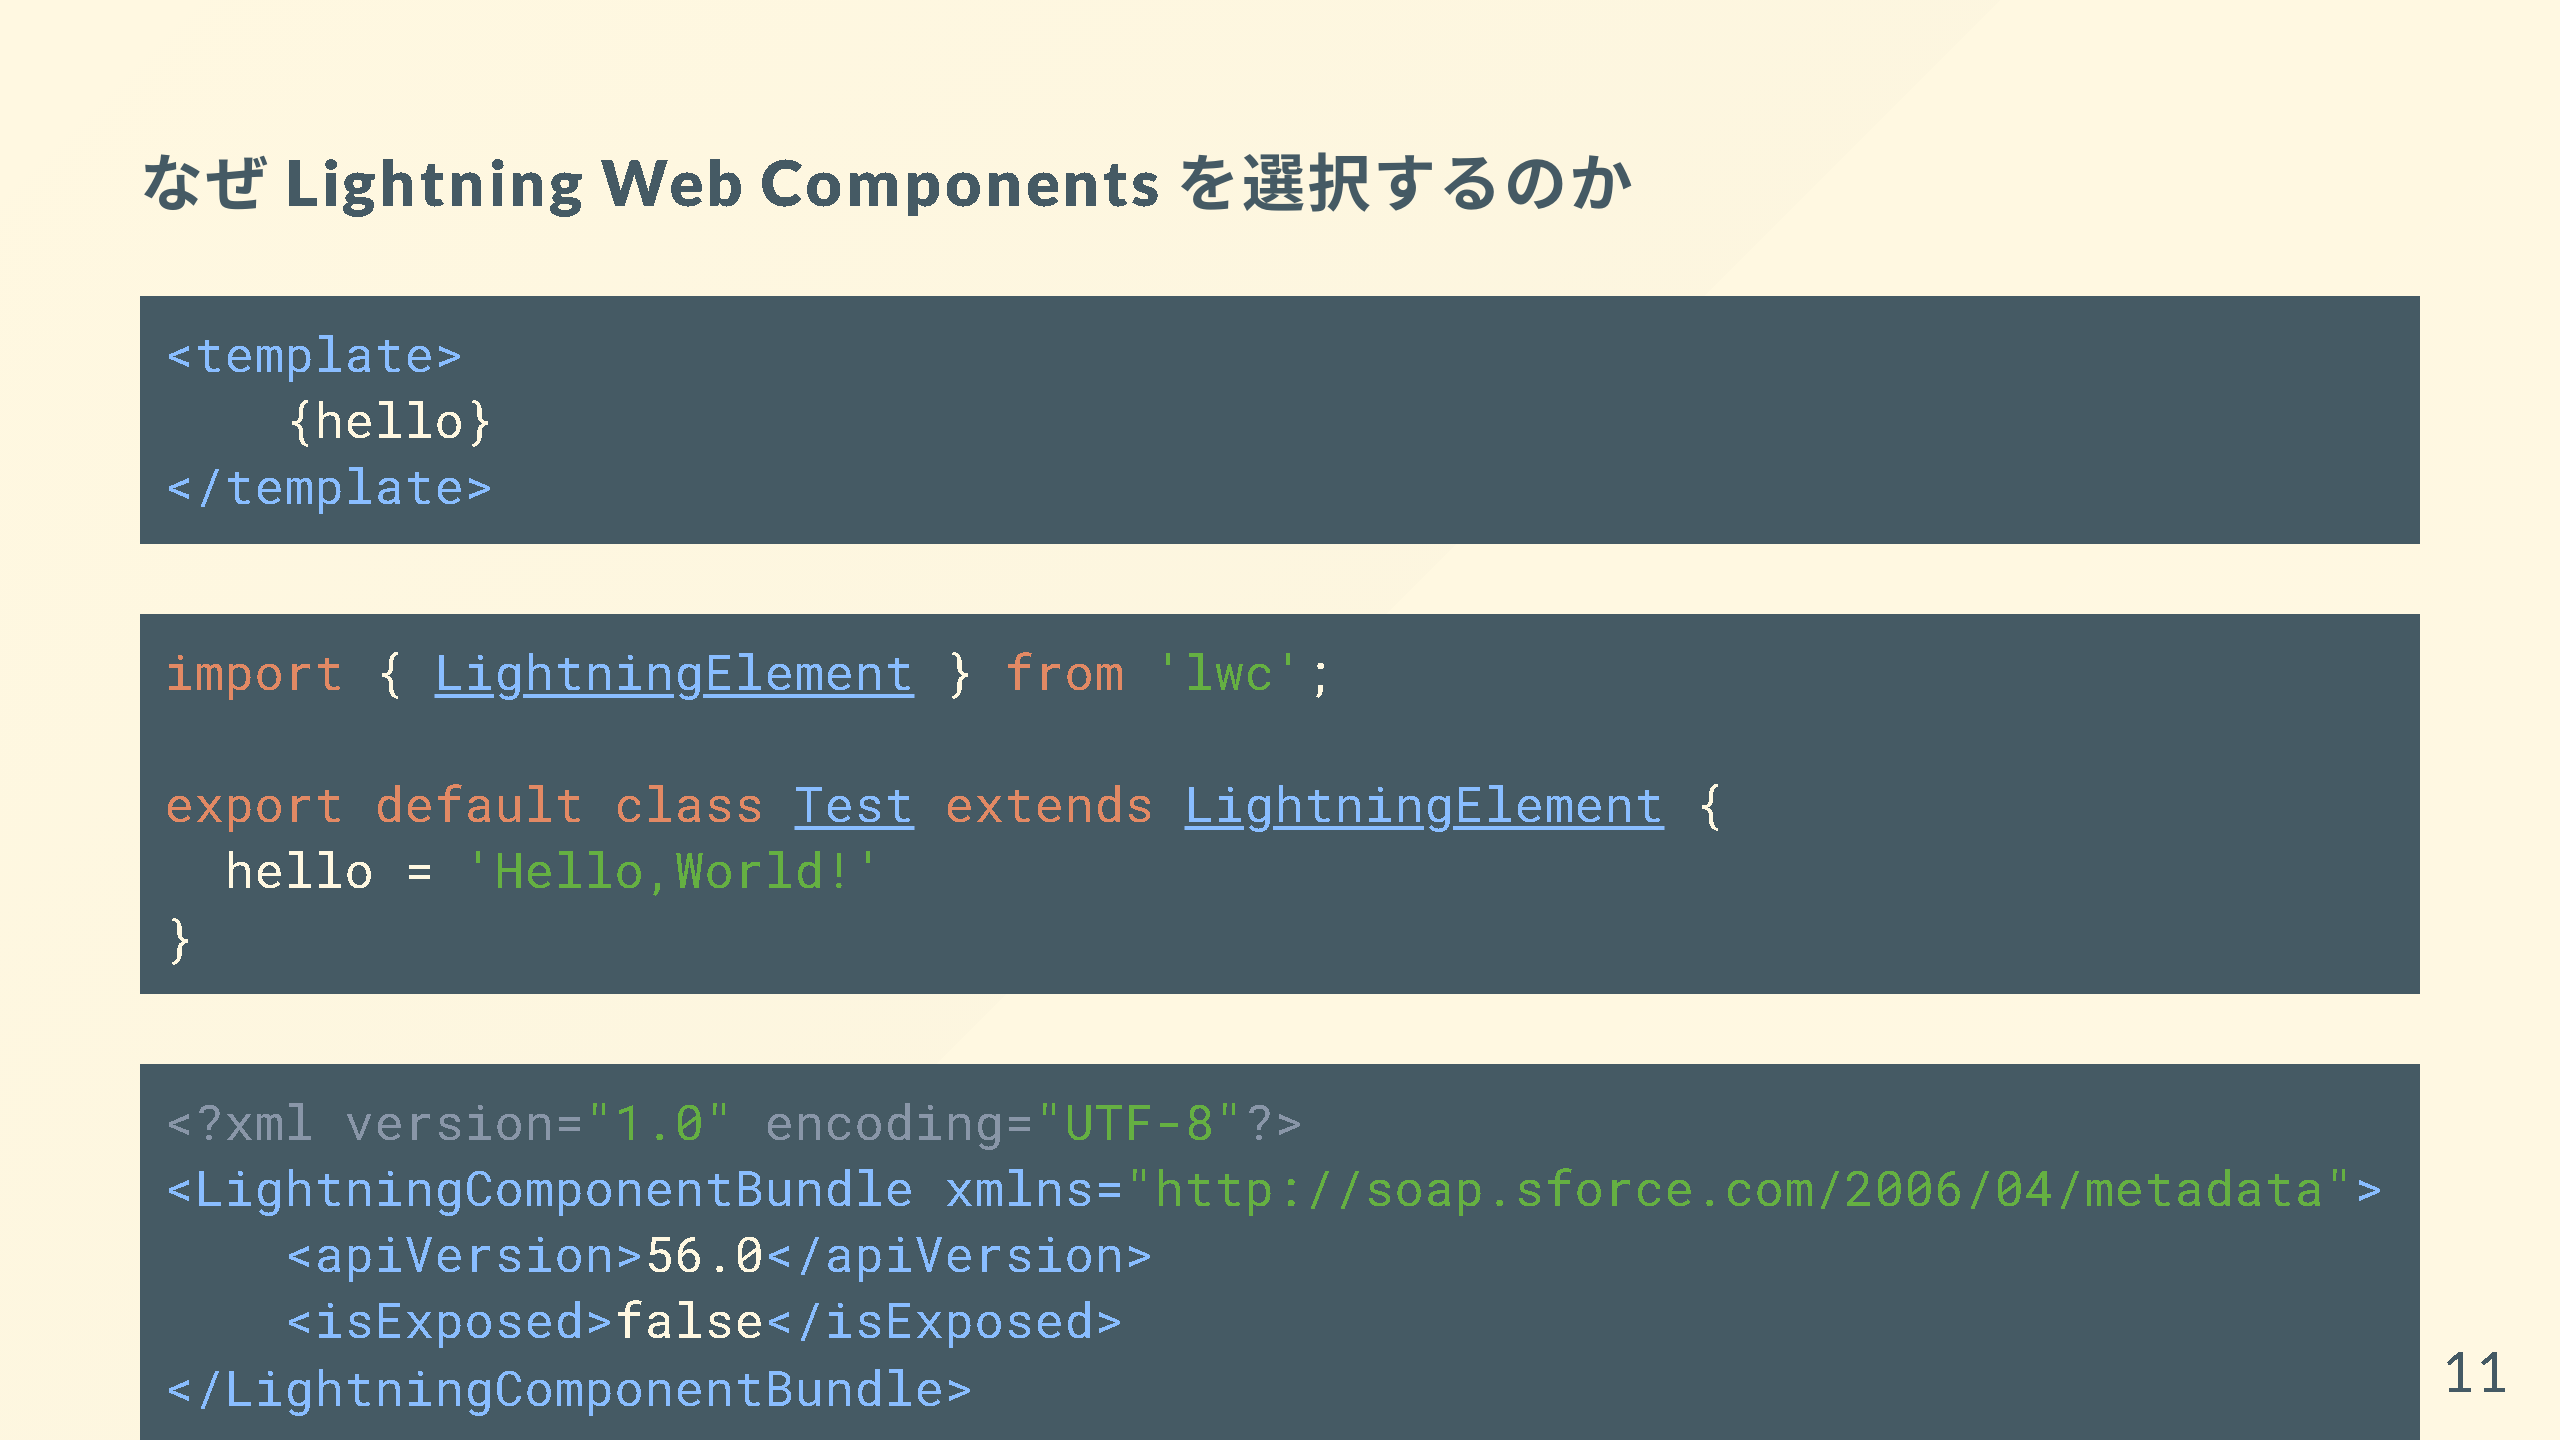 なぜ Lightning Web Components を選択するのか
<template>
    {hello}
</template>
import { LightningElement } from 'lwc';
export default class Test extends LightningElement {
  hello = 'Hello,World!'
}
<?xml version="1.0" encoding="UTF-8"?>
<LightningComponentBundle xmlns="http://soap.sforce.com/2006/04/metadata">
    <apiVersion>56.0</apiVersion>
    <isExposed>false</isExposed>
</LightningComponentBundle>
11